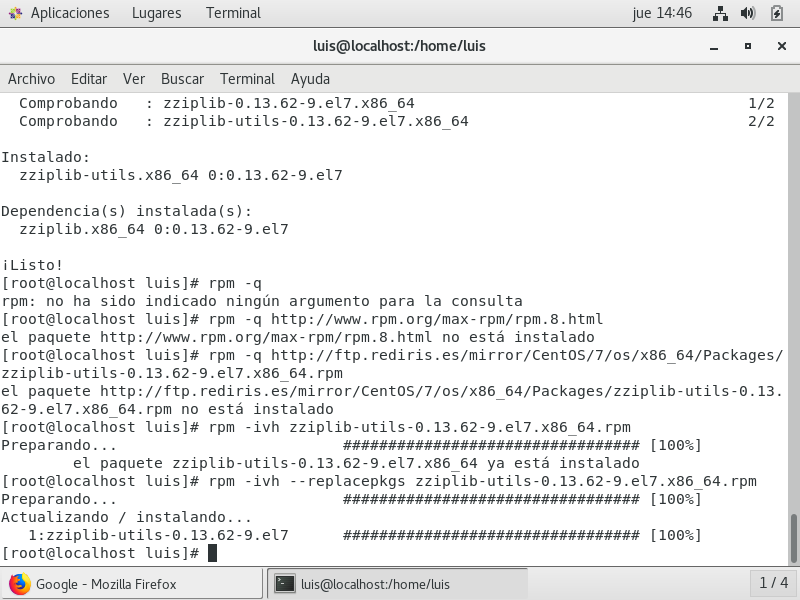 Aplicaciones Lugares Terminal jue 14:46
luis@localhost:/home/luis
Archivo Editar Ver Buscar Terminal Ayuda
Comprobando : zziplib-0.13.62-9.el7.x86_64 1/2
Comprobando : zziplib-utils-0.13.62-9.el7.x86_64 2/2
Instalado:
zziplib-utils.x86_64 0:0.13.62-9.el7
Dependencia(s) instalada(s):
zziplib.x86_64 0:0.13.62-9.el7
¡Listo!
[root@localhost luis]# rpm -q
rpm: no ha sido indicado ningún argumento para la consulta
[root@localhost luis]# rpm -q http://www.rpm.org/max-rpm/rpm.8.html
el paquete http://www.rpm.org/max-rpm/rpm.8.html no está instalado
[root@localhost luis]# rpm -q http://ftp.rediris.es/mirror/CentOS/7/os/x86_64/Packages/
zziplib-utils-0.13.62-9.el7.x86_64.rpm
el paquete http://ftp.rediris.es/mirror/CentOS/7/os/x86_64/Packages/zziplib-utils-0.13.
62-9.el7.x86_64.rpm no está instalado
[root@localhost luis]# rpm -ivh zziplib-utils-0.13.62-9.el7.x86_64.rpm
Preparando... ################################# [100%]
el paquete zziplib-utils-0.13.62-9.el7.x86_64 ya está instalado
[root@localhost luis]# rpm -ivh --replacepkgs zziplib-utils-0.13.62-9.el7.x86_64.rpm
Preparando... ################################# [100%]
Actualizando / instalando...
1:zziplib-utils-0.13.62-9.el7 ################################# [100%]
[root@localhost luis]#
Google - Mozilla Firefox luis@localhost:/home/luis 1 / 4